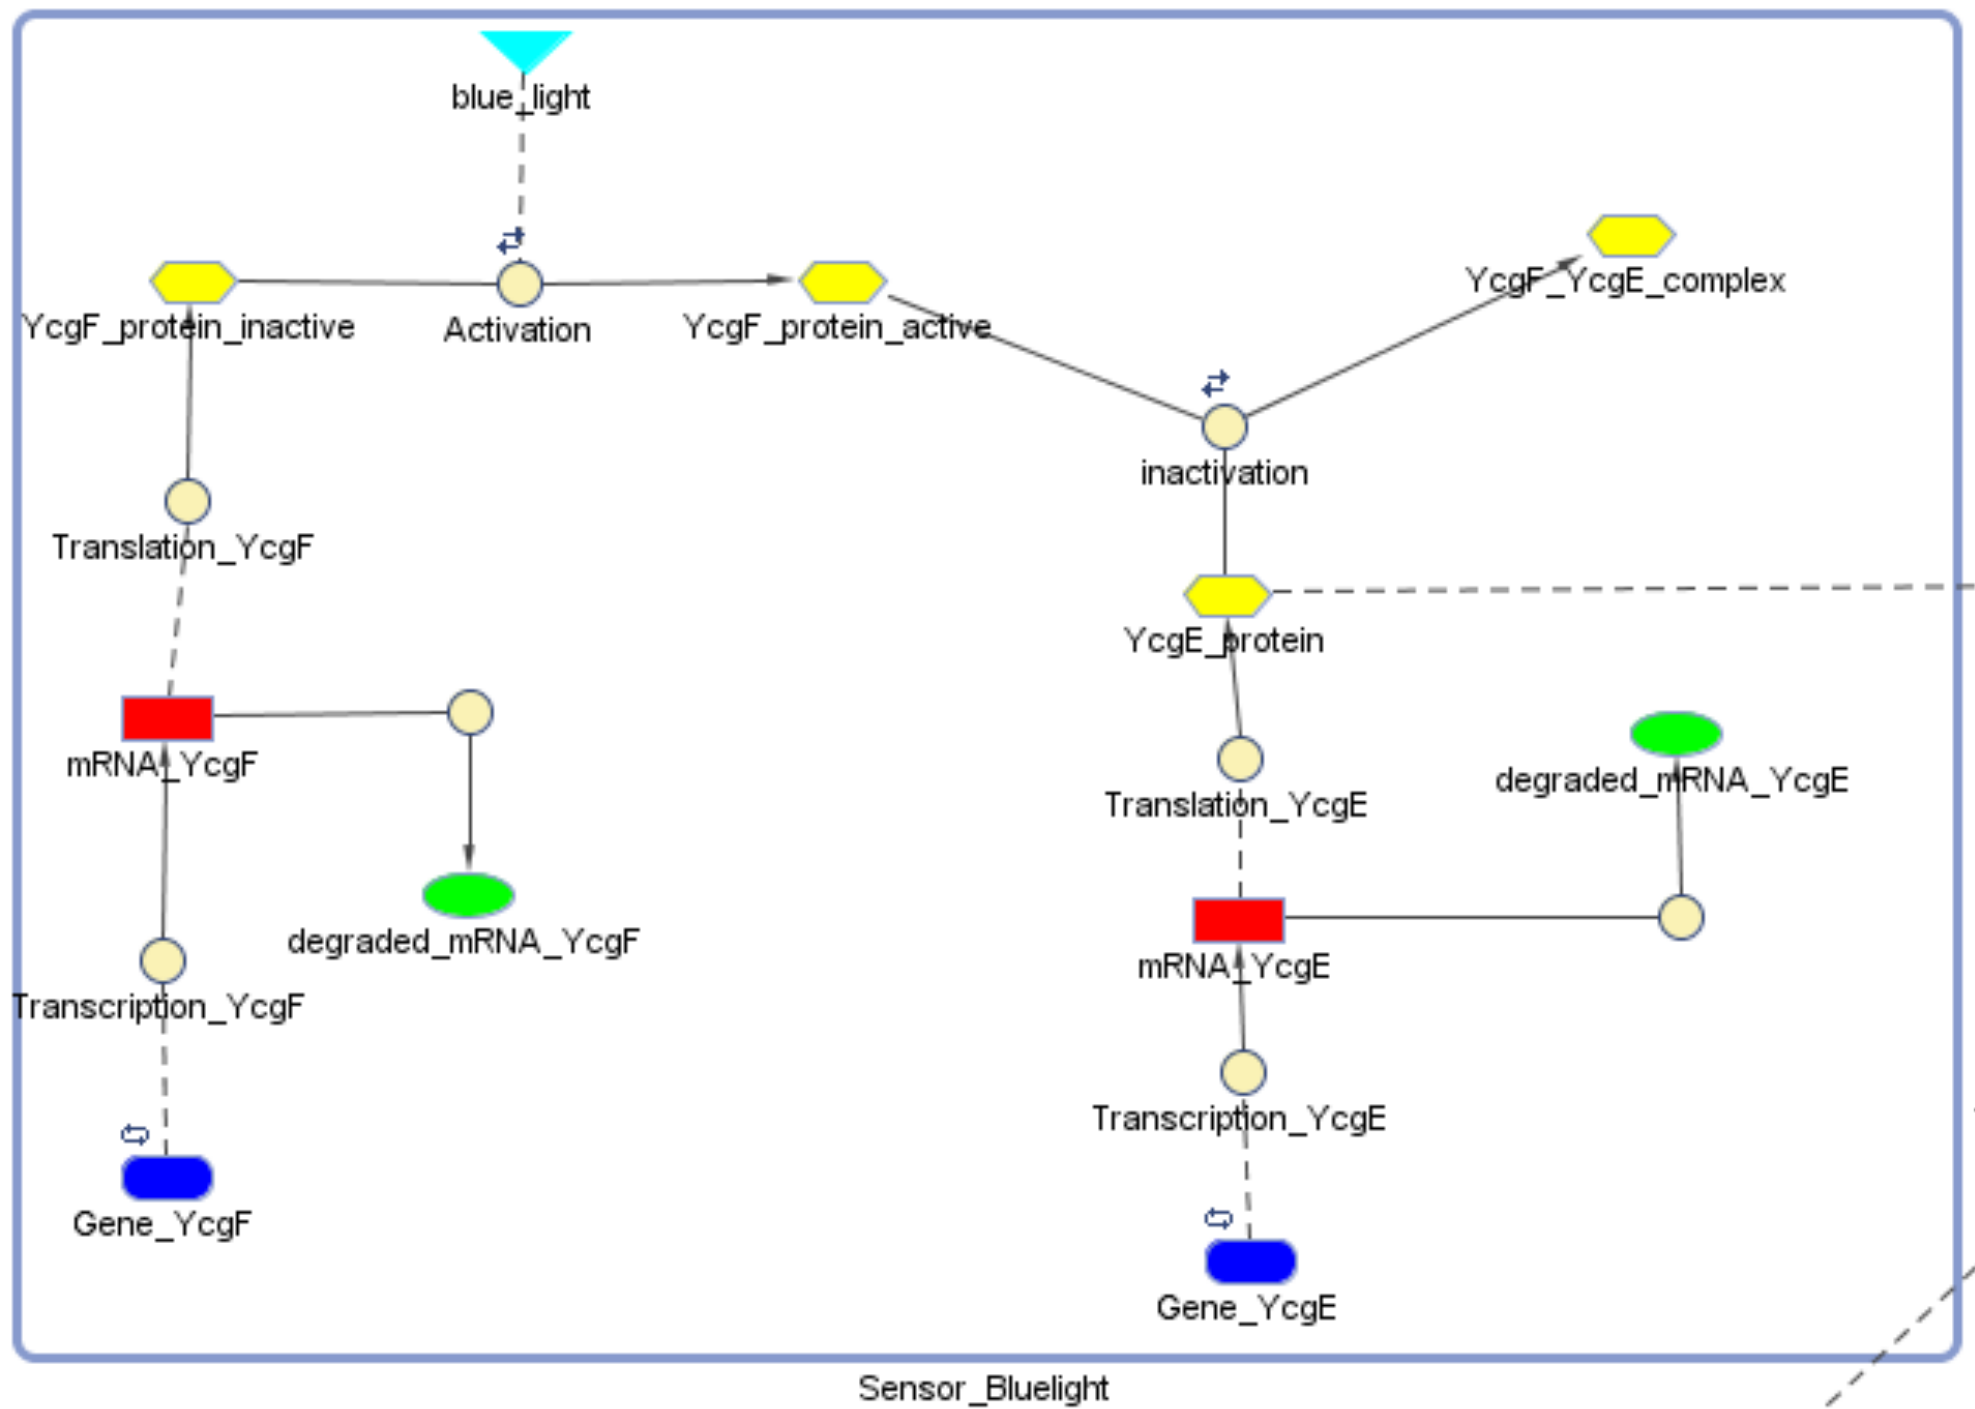 blue_light
YcgF_YcgE_complex
YcgF_protein_inactive
Activation
YcgF_protein_active
inactivation
Translation_YcgF
YcgE_protein
mRNA_YcgF
degraded_mRNA_YcgE
Translation_YcgE
degraded_mRNA_YcgF
mRNA_YcgE
Transcription_YcgF
Transcription_YcgE
Gene_YcgF
Gene_YcgE
Sensor_Bluelight